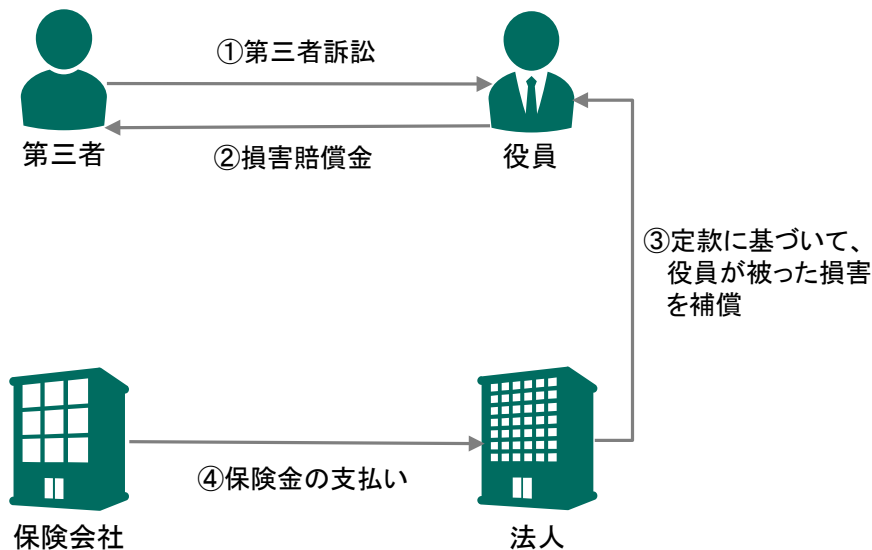 ①第三者訴訟
第三者
②損害賠償金
役員
③定款に基づいて、
役員が被った損害
を補償
④保険金の支払い
保険会社
法人